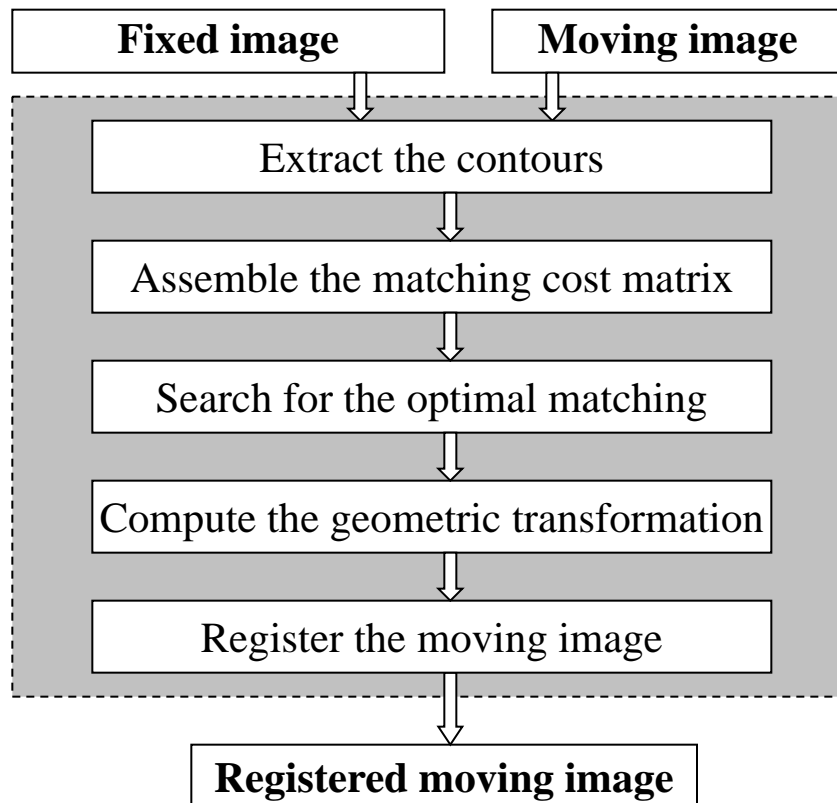 Fixed image
Moving image
Extract the contours
Assemble the matching cost matrix
Search for the optimal matching
Compute the geometric transformation
Register the moving image
Registered moving image